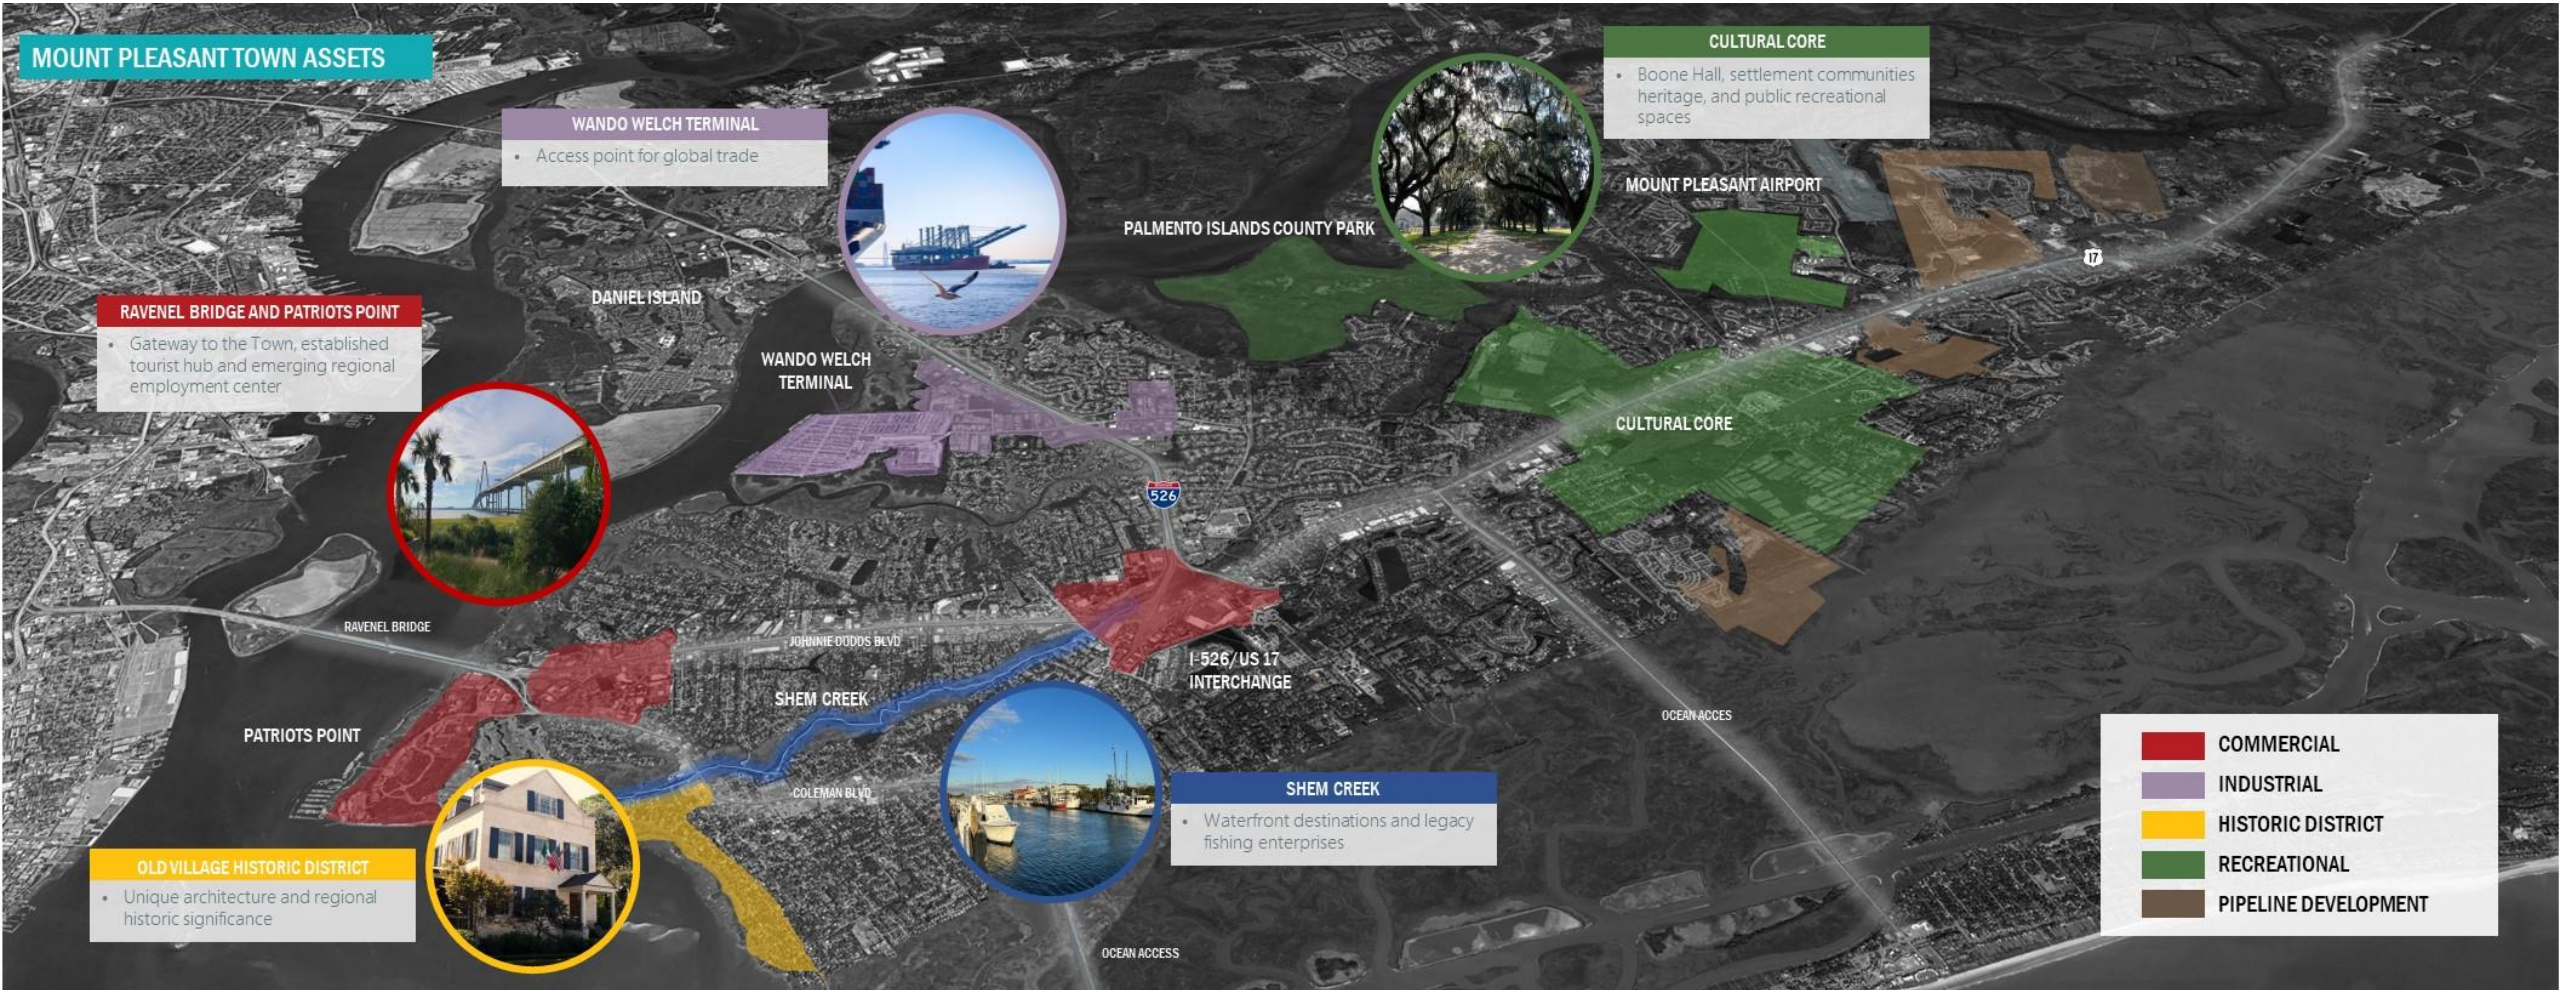 MOUNT PLEASANT TOWN ASSETS
CULTURAL CORE
• Boone Hall, settlement communities
heritage, and public recreational
spaces
WANDO WELCH TERMINAL
• Access point for global trade
MOUNT PLEASANT AIRPORT
PALMENTO ISLANDS COUNTY PARK
17
DANIEL ISLAND
RAVENEL BRIDGE AND PATRIOTS POINT
• Gateway to the Town, established
tourist hub and emerging regional
employment center
WANDO WELCH
TERMINAL
CULTURAL CORE
526
RAVENEL BRIDGE
JOHNNIE DODDS BLVD
I-526/US 17
INTERCHANGE
SHEM CREEK
PATRIOTS POINT
OCEAN ACCES
COLEMAN BLVD
SHEM CREEK
• Waterfront destinations and legacy
fishing enterprises
OLD VILLAGE HISTORIC DISTRICT
• Unique architecture and regional
historic significance
OCEAN ACCESS
COMMERCIAL
INDUSTRIAL
HISTORIC DISTRICT
RECREATIONAL
PIPELINE DEVELOPMENT